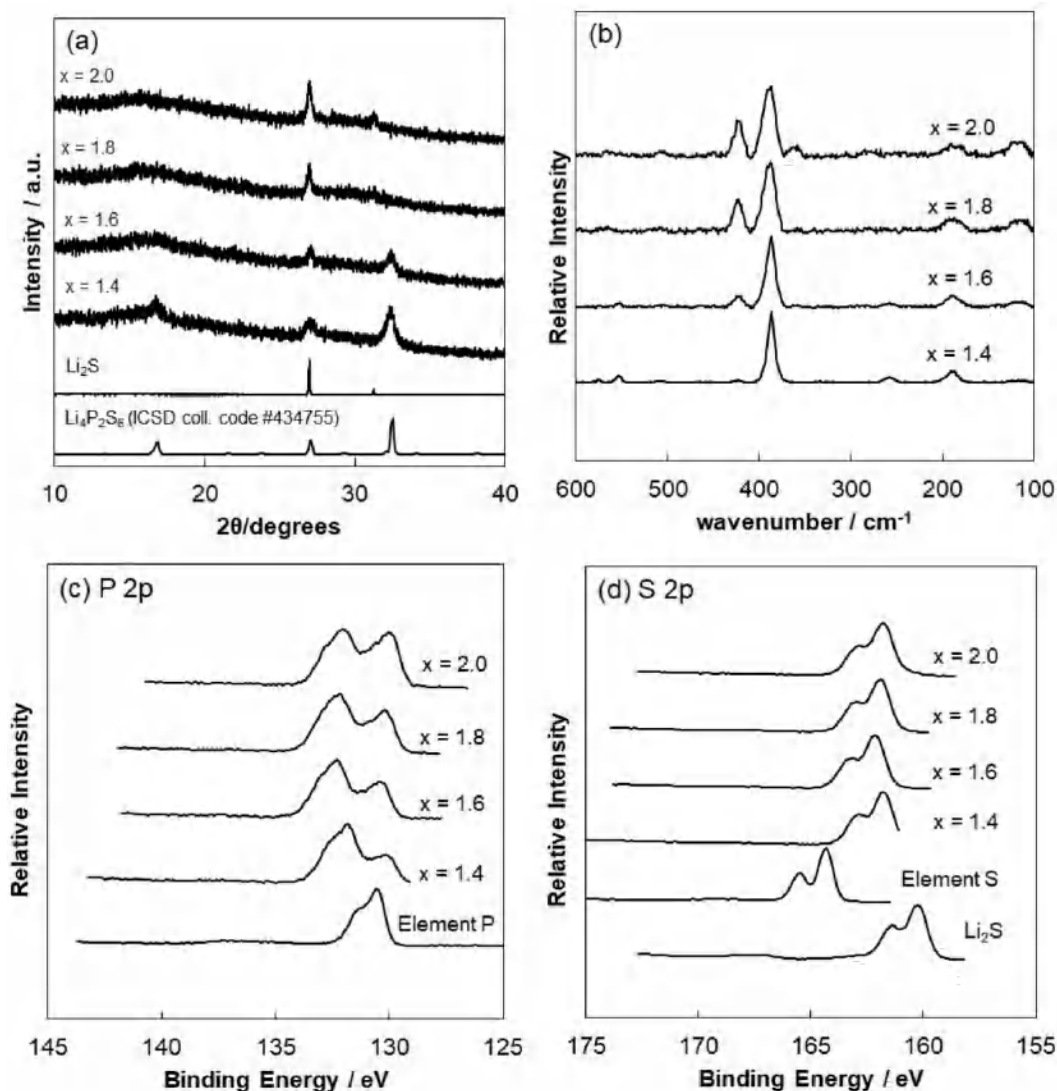 (a)
x = 2.0
x = 1.8
x = 1.6
x = 1.4
Li₂S
Li₄P₂S₆ (ICSD coll. code #434755)
Intensity / a.u.
10 20 30 40
2θ/degrees
(b)
x = 2.0
x = 1.8
x = 1.6
x = 1.4
Relative Intensity
600 500 400 300 200 100
wavenumber / cm⁻¹
(c) P 2p
x = 2.0
x = 1.8
x = 1.6
x = 1.4
Element P
Relative Intensity
145 140 135 130 125
Binding Energy / eV
(d) S 2p
x = 2.0
x = 1.8
x = 1.6
x = 1.4
Element S
Li₂S
Relative Intensity
175 170 165 160 155
Binding Energy / eV